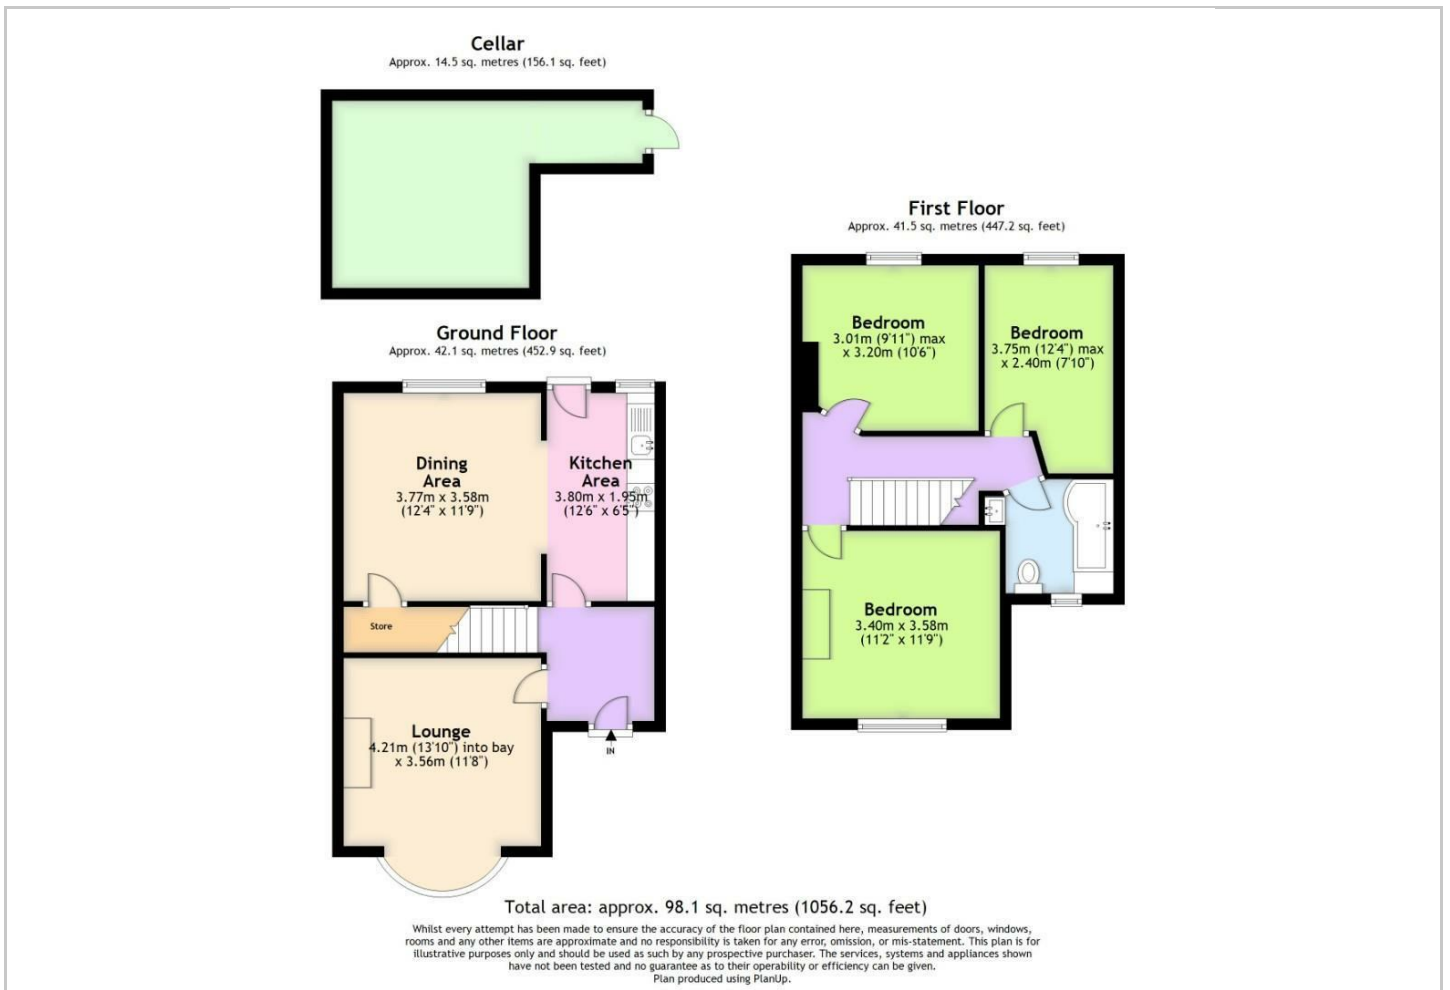 Cellar
Approx. 14.5 sq. metres (156.1 sq. feet)
First Floor
Approx. 41.5 sq. metres (447.2 sq. feet)
Bedroom
3.01m (9'11") max
x 3.20m (10'6")
Bedroom
3.75m (12'4") max
x 2.40m (7'10")
Bedroom
3.40m x 3.58m
(11'2" x 11'9")
Ground Floor
Approx. 42.1 sq. metres (452.9 sq. feet)
Dining
Area
3.77m x 3.58m
(12'4" x 11'9")
Kitchen
Area
3.80m x 1.95m
(12'6" x 6'5")
Store
Lounge
4.21m (13'10") into bay
x 3.56m (11'8")
IN
Total area: approx. 98.1 sq. metres (1056.2 sq. feet)
Whilst every attempt has been made to ensure the accuracy of the floor plan contained here, measurements of doors, windows,
rooms and any other items are approximate and no responsibility is taken for any error, omission, or mis-statement. This plan is for
illustrative purposes only and should be used as such by any prospective purchaser. The services, systems and appliances shown
have not been tested and no guarantee as to their operability or efficiency can be given.
Plan produced using PlanUp.